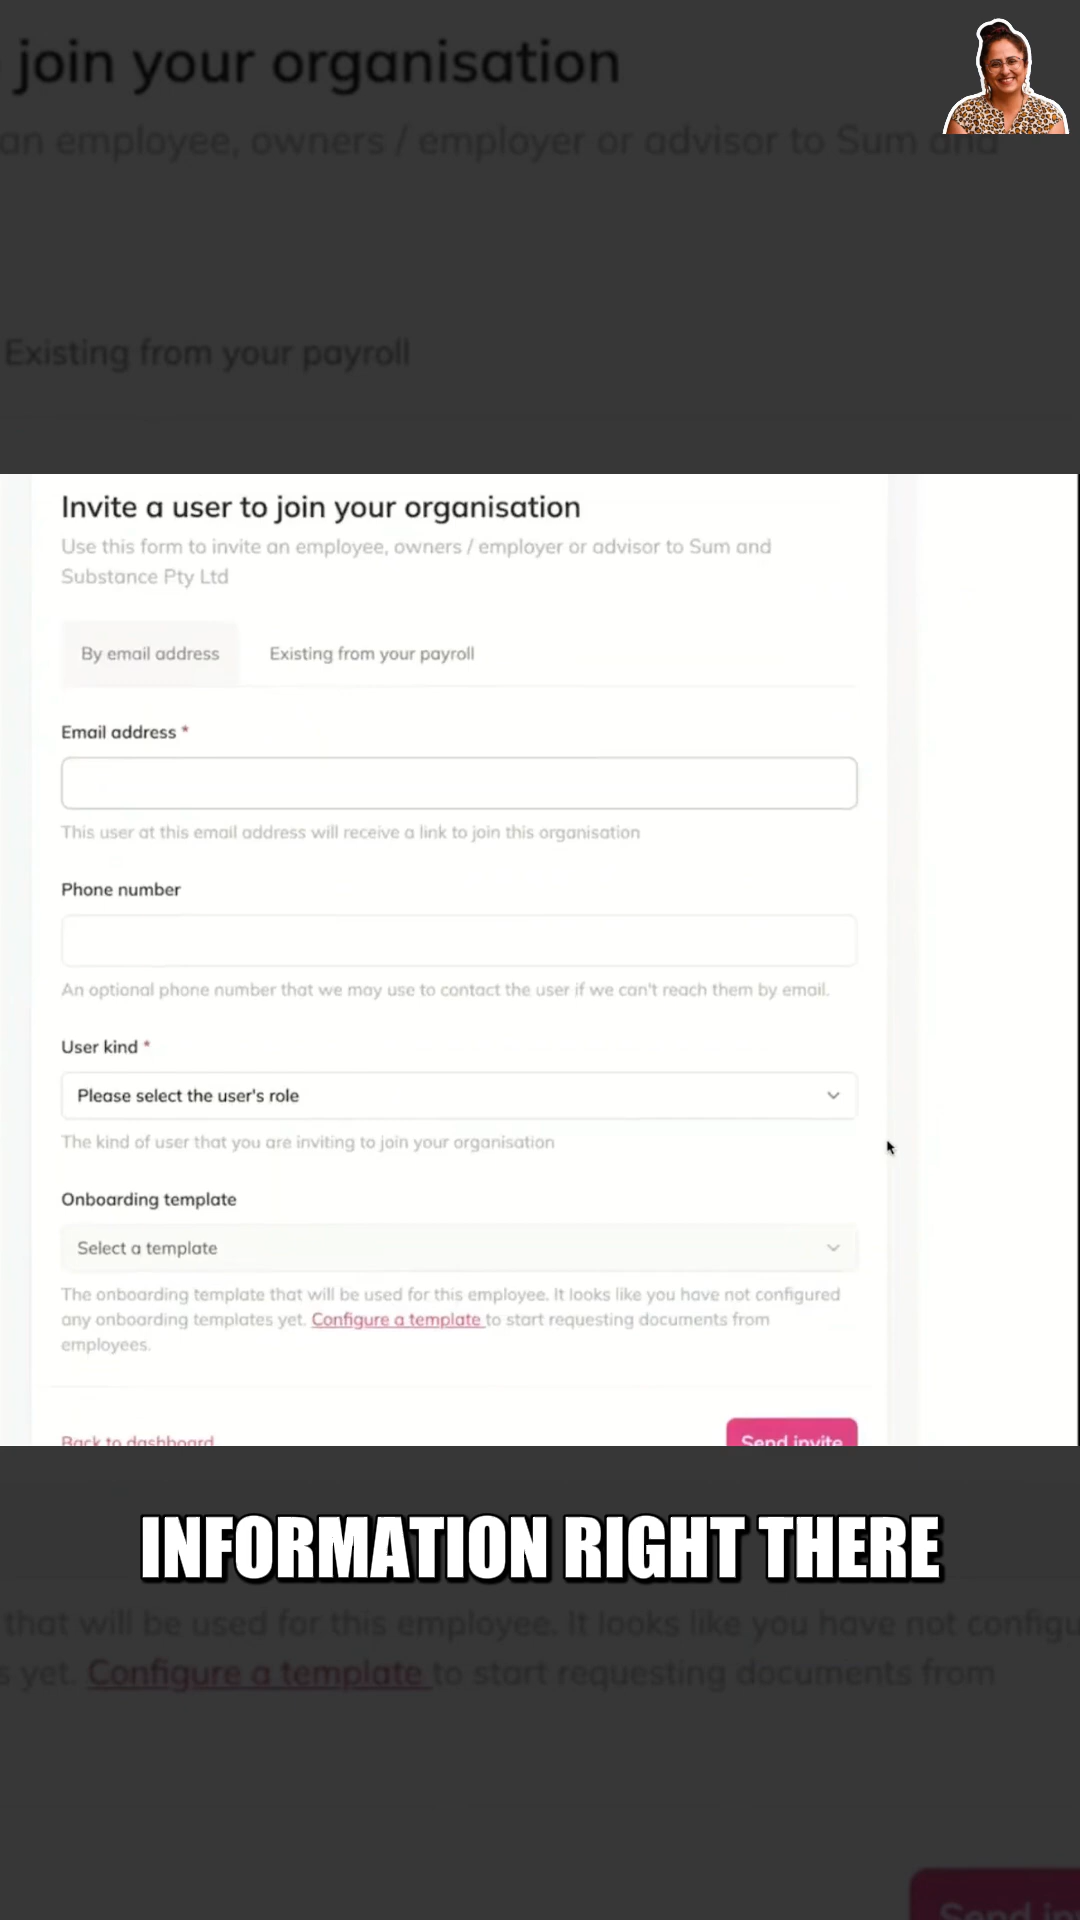 join your organisation
an employee, owners / employer or advisor to Sum and
Existing from your payroll
Invite a user to join your organisation
Use this form to invite an employee, owners / employer or advisor to Sum and
Substance Pty Ltd
By email address
Existing from your payroll
Email address *
This user at this email address will receive a link to join this organisation
Phone number
An optional phone number that we may use to contact the user if we can't reach them by email.
User kind *
Please select the user's role
The kind of user that you are inviting to join your organisation
Onboarding template
Select a template
The onboarding template that will be used for this employee. It looks like you have not configured
any onboarding templates yet. Configure a template to start requesting documents from
employees.
Back to dashboard
Send invite
INFORMATION RIGHT THERE
that will be used for this employee. It looks like you have not configu
s yet. Configure a template to start requesting documents from
Send inv